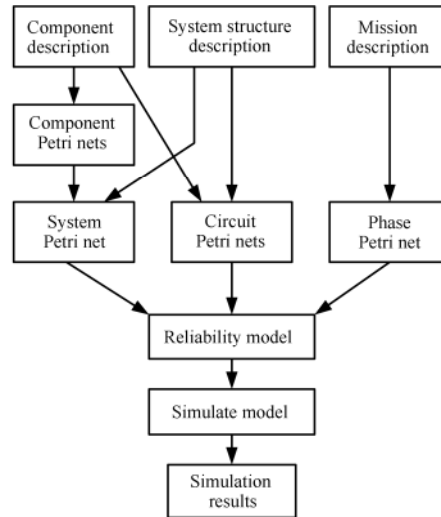 Component
description
System structure
description
Mission
description
Component
Petri nets
System
Petri net
Circuit
Petri nets
Phase
Petri net
Reliability model
Simulate model
Simulation
results